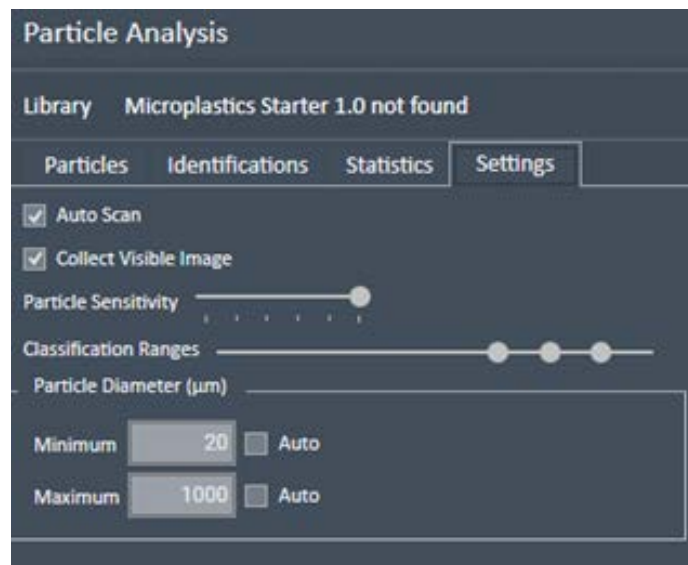 Particle Analysis
Library Microplastics Starter 1.0 not found
Particles Identifications Statistics Settings
Auto Scan
Collect Visible Image
Particle Sensitivity
Classification Ranges
Particle Diameter (μm)
Minimum 20 Auto
Maximum 1000 Auto